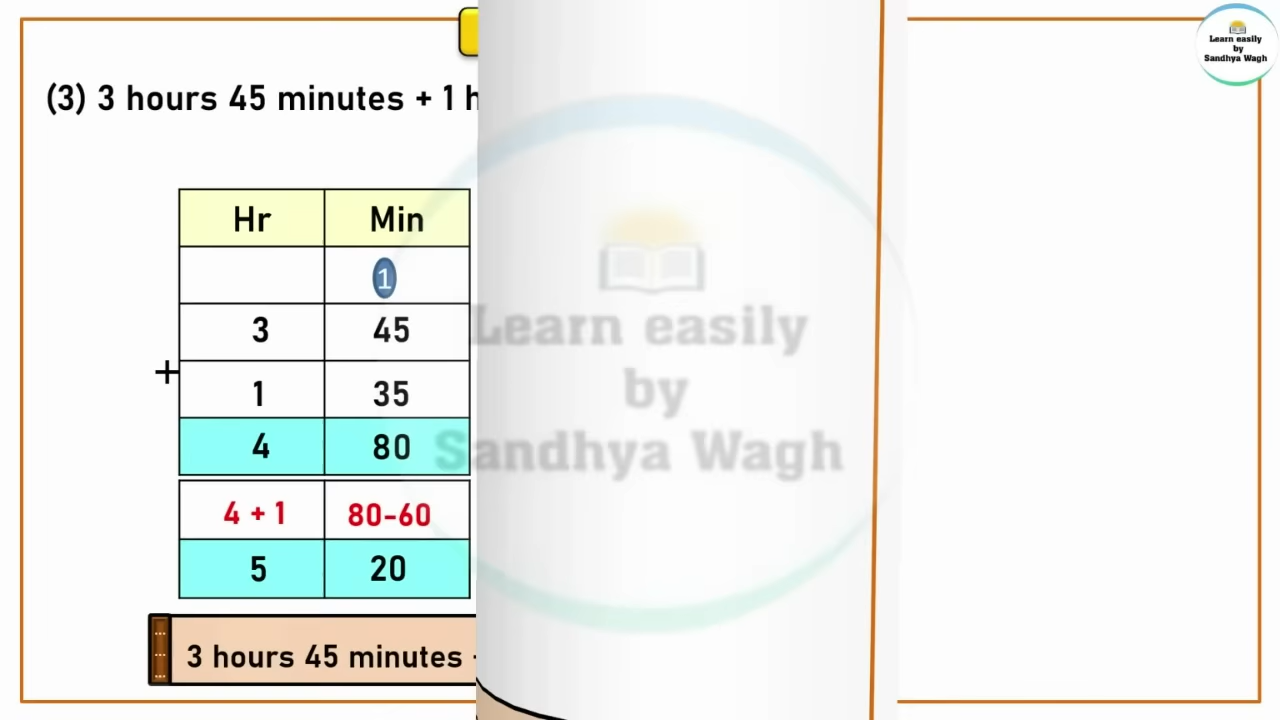 Learn easily
by
Sandhya Wagh
(3) 3 hours 45 minutes + 1 h
Hr Min
1
3 45
+
1 35
4 80
4 + 1 80-60
5 20
Learn easily
by
Sandhya Wagh
3 hours 45 minutes